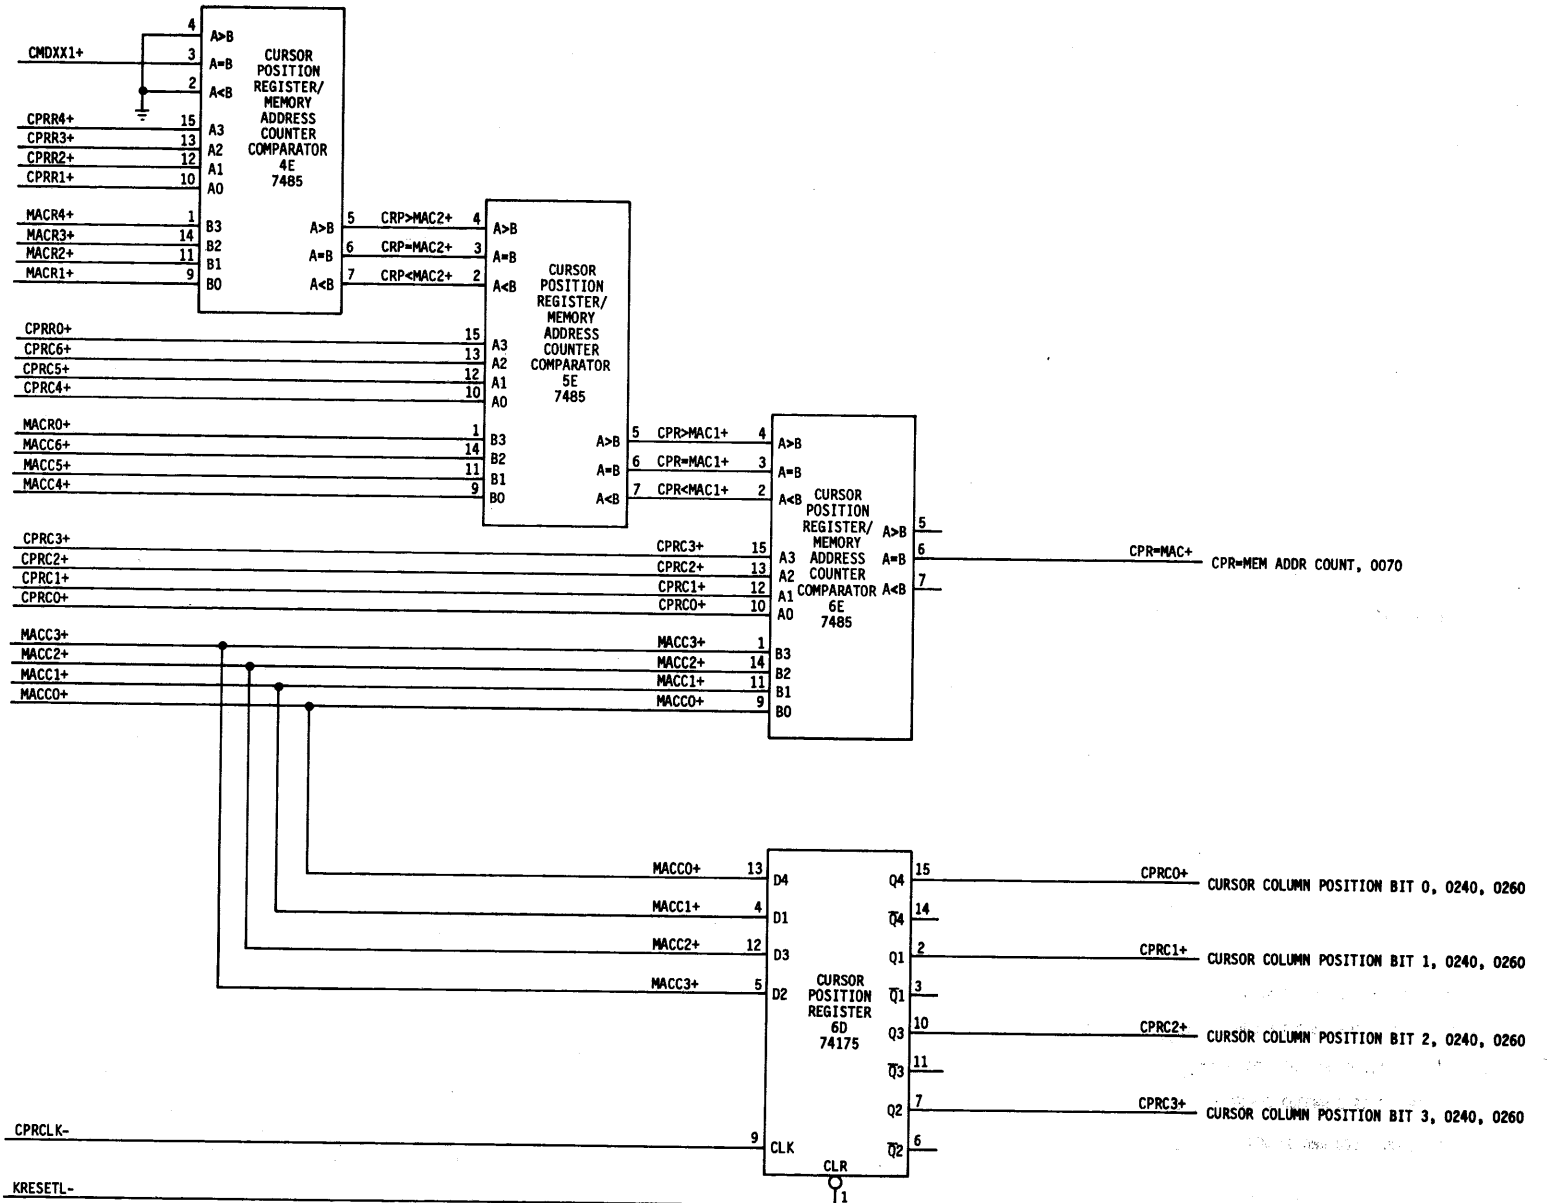 4
A>B
CMDXX1+
3
A=B
2
A<B
CURSOR
POSITION
REGISTER/
MEMORY
ADDRESS
COUNTER
COMPARATOR
4E
7485
CPRR4+ 15 A3
CPRR3+ 13 A2
CPRR2+ 12 A1
CPRR1+ 10 A0
MACR4+ 1 B3
MACR3+ 14 B2
MACR2+ 11 B1
MACR1+ 9 B0
A>B 5 CRP>MAC2+ 4 A>B
A=B 6 CRP=MAC2+ 3 A=B
A<B 7 CRP<MAC2+ 2 A<B
CURSOR
POSITION
REGISTER/
MEMORY
ADDRESS
COUNTER
COMPARATOR
5E
7485
CPRR0+ 15 A3
CPRC6+ 13 A2
CPRC5+ 12 A1
CPRC4+ 10 A0
MACR0+ 1 B3
MACC6+ 14 B2
MACC5+ 11 B1
MACC4+ 9 B0
A>B 5 CPR>MAC1+ 4 A>B
A=B 6 CPR=MAC1+ 3 A=B
A<B 7 CPR<MAC1+ 2 A<B
CURSOR
POSITION
REGISTER/
MEMORY
ADDRESS
COUNTER
COMPARATOR
6E
7485
A>B 5
A=B 6 CPR=MAC+ CPR=MEM ADDR COUNT, 0070
A<B 7
CPRC3+ CPRC3+ 15 A3
CPRC2+ CPRC2+ 13 A2
CPRC1+ CPRC1+ 12 A1
CPRC0+ CPRC0+ 10 A0
MACC3+ MACC3+ 1 B3
MACC2+ MACC2+ 14 B2
MACC1+ MACC1+ 11 B1
MACC0+ MACC0+ 9 B0
MACC0+ 13 D4
MACC1+ 4 D1
MACC2+ 12 D3
MACC3+ 5 D2
CURSOR
POSITION
REGISTER
6D
74175
Q4 15 CPRC0+ CURSOR COLUMN POSITION BIT 0, 0240, 0260
Q̅4 14
Q1 2 CPRC1+ CURSOR COLUMN POSITION BIT 1, 0240, 0260
Q̅1 3
Q3 10 CPRC2+ CURSOR COLUMN POSITION BIT 2, 0240, 0260
Q̅3 11
Q2 7 CPRC3+ CURSOR COLUMN POSITION BIT 3, 0240, 0260
Q̅2 6
CPRCLK- 9 CLK
CLR
1
KRESETL-